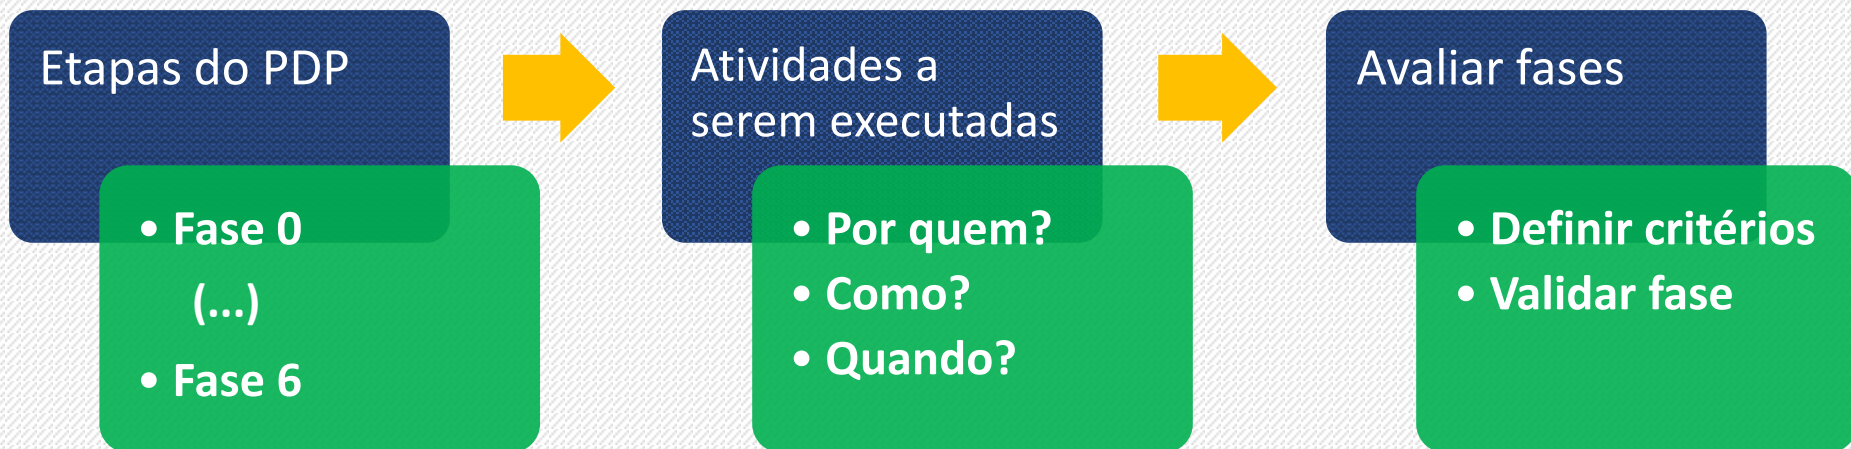 Etapas do PDP
• Fase 0
(...)
• Fase 6
Atividades a
serem executadas
• Por quem?
• Como?
• Quando?
Avaliar fases
• Definir critérios
• Validar fase